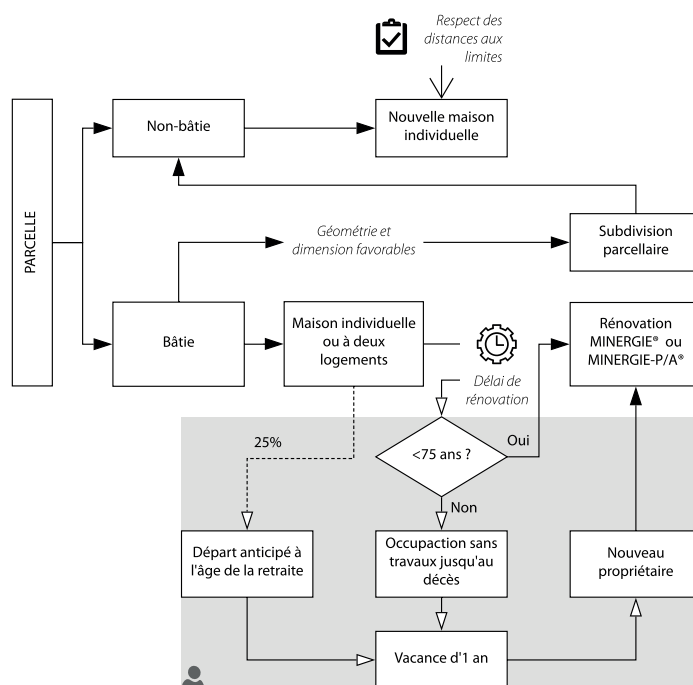 Respect des
distances aux
limites
PARCELLE
Non-bâtie
Nouvelle maison
individuelle
Géométrie et
dimension favorables
Subdivision
parcellaire
Bâtie
Maison individuelle
ou à deux
logements
Délai de
rénovation
Rénovation
MINERGIE® ou
MINERGIE-P/A®
25%
<75 ans ?
Oui
Non
Départ anticipé à
l'âge de la retraite
Occupaction sans
travaux jusqu'au
décès
Nouveau
propriétaire
Vacance d'1 an